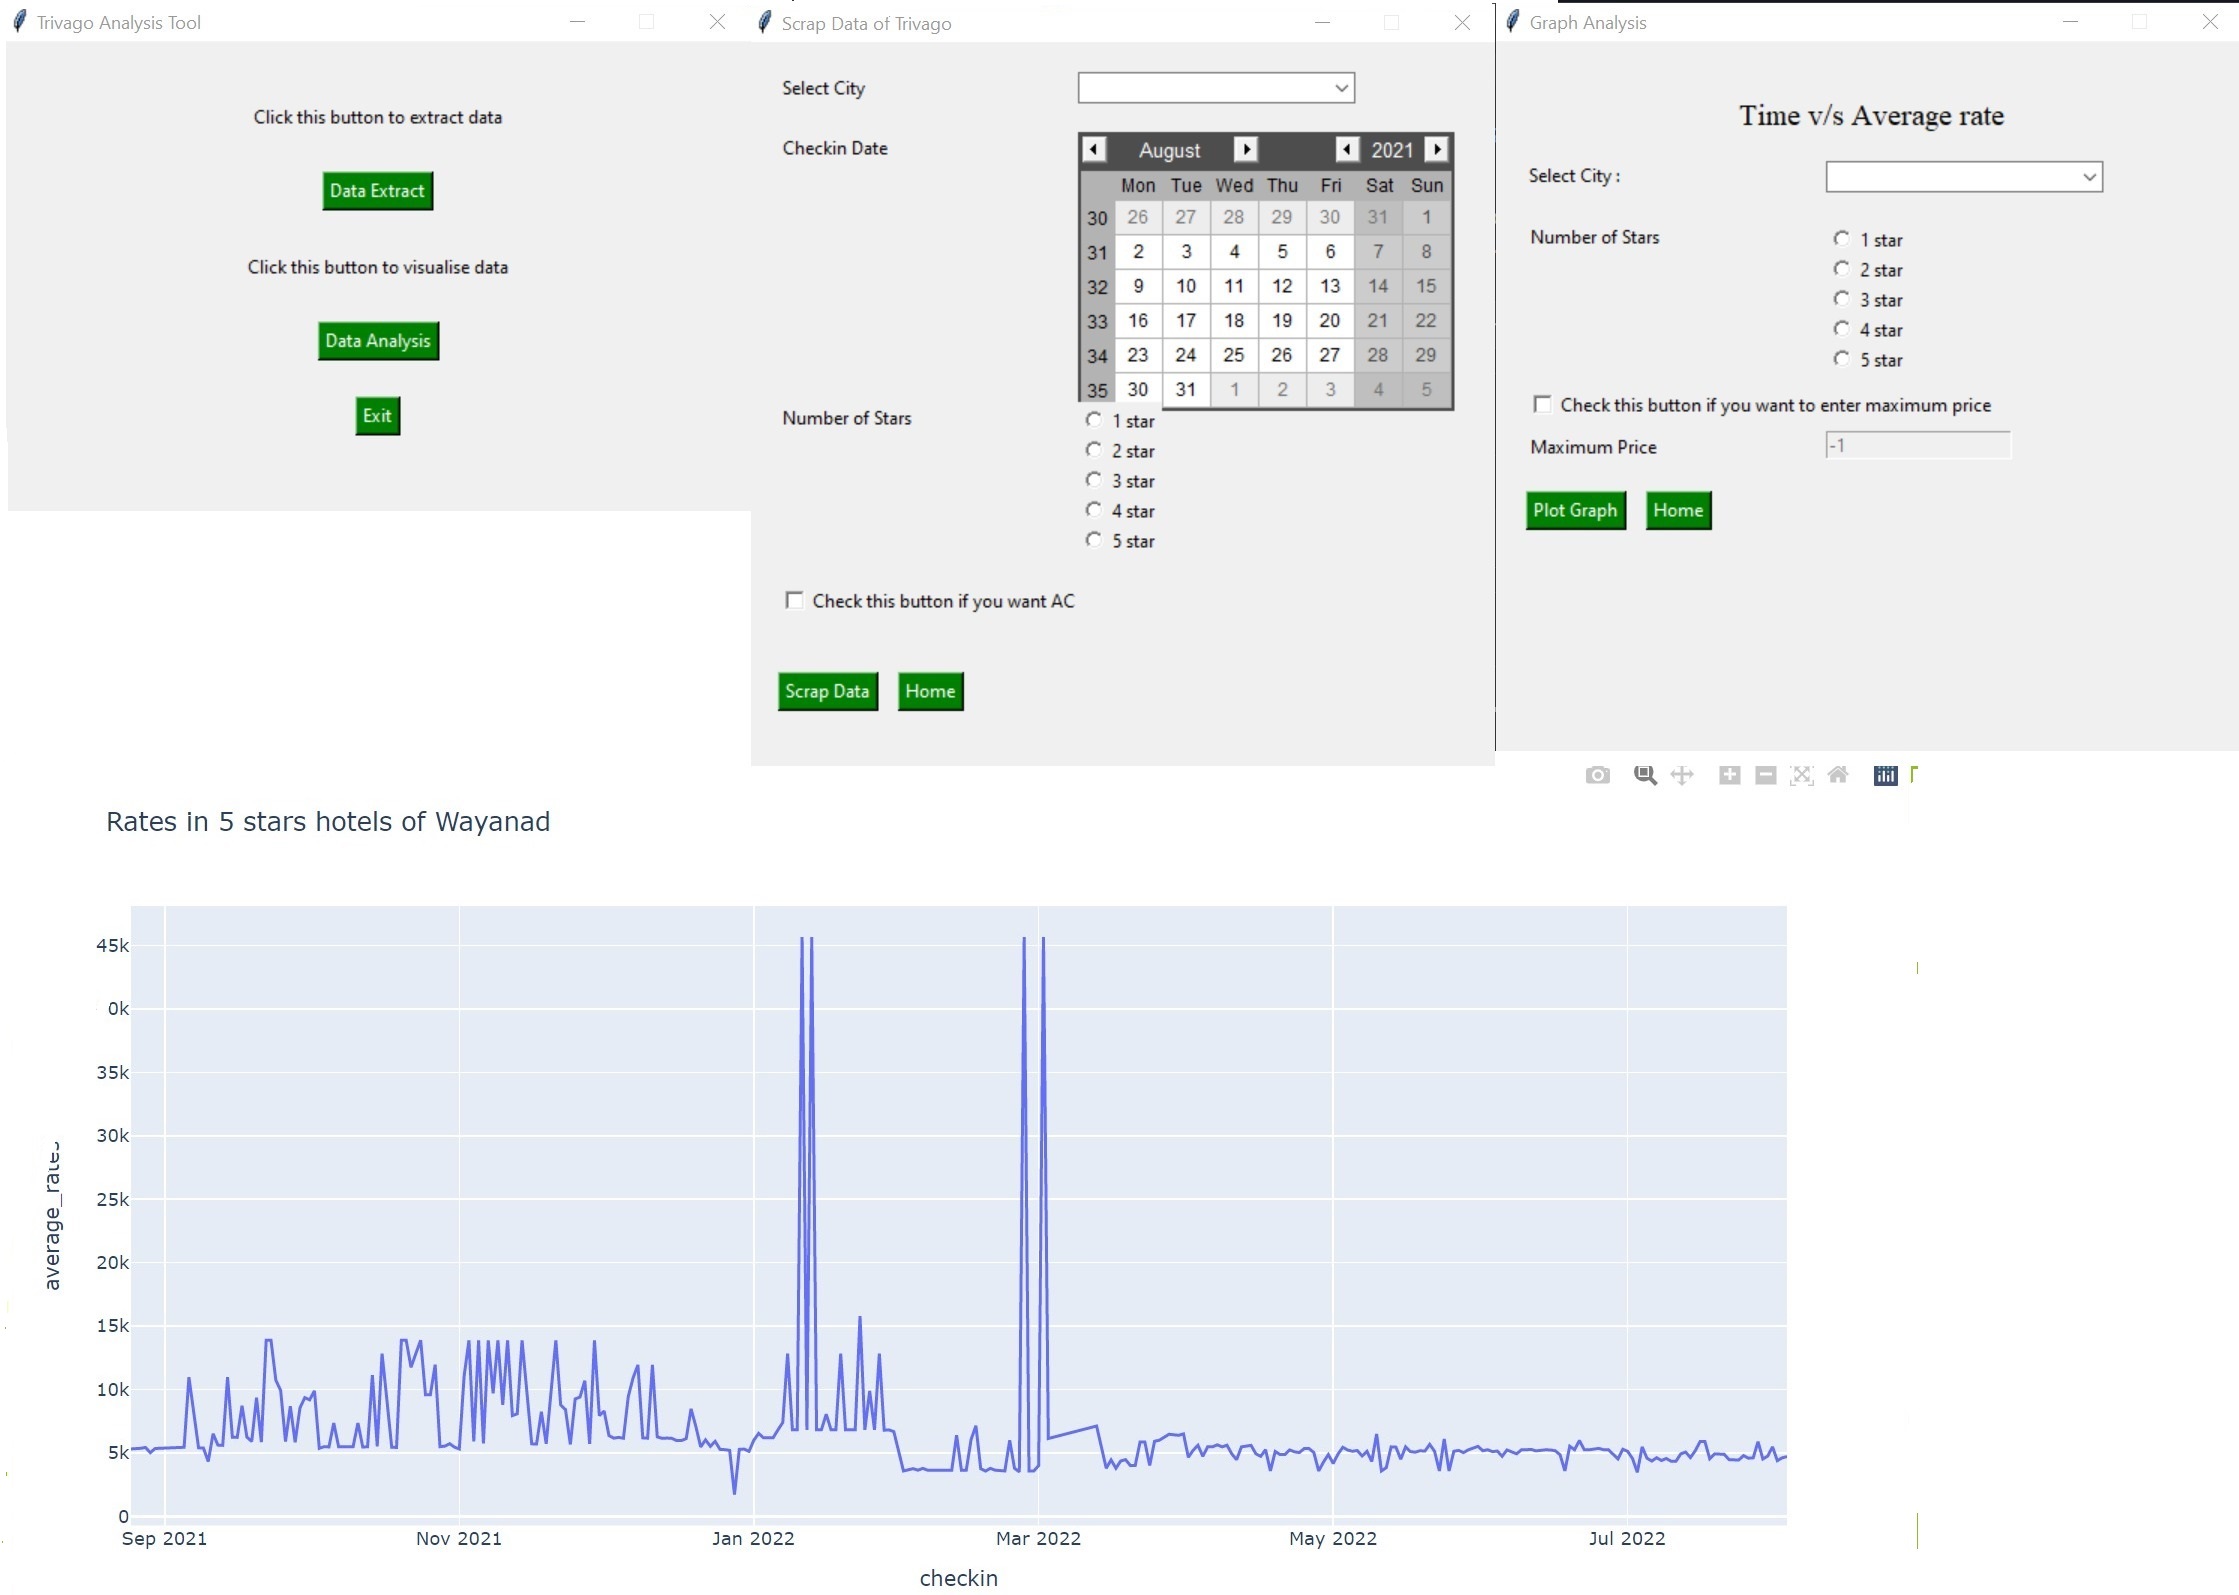 Trivago Analysis Tool
Click this button to extract data
Data Extract
Click this button to visualise data
Data Analysis
Exit
Scrap Data of Trivago
Select City
Checkin Date
August 2021
Mon Tue Wed Thu Fri Sat Sun
30 26 27 28 29 30 31 1
31 2 3 4 5 6 7 8
32 9 10 11 12 13 14 15
33 16 17 18 19 20 21 22
34 23 24 25 26 27 28 29
35 30 31 1 2 3 4 5
Number of Stars
1 star
2 star
3 star
4 star
5 star
Check this button if you want AC
Scrap Data Home
Graph Analysis
Time v/s Average rate
Select City :
Number of Stars
1 star
2 star
3 star
4 star
5 star
Check this button if you want to enter maximum price
Maximum Price -1
Plot Graph Home
Rates in 5 stars hotels of Wayanad
45k
0k
35k
30k
25k
20k
15k
10k
5k
0
average_rates
Sep 2021 Nov 2021 Jan 2022 Mar 2022 May 2022 Jul 2022
checkin